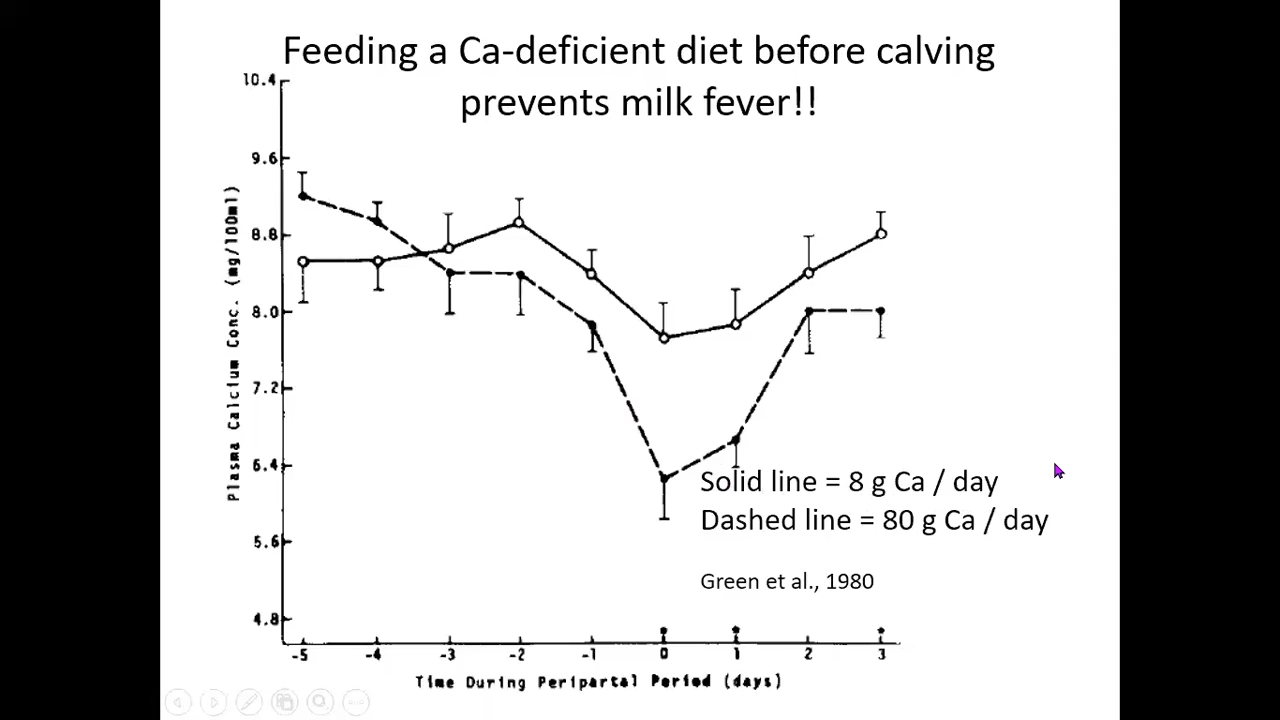 Feeding a Ca-deficient diet before calving
prevents milk fever!!
10.4
9.6
8.8
8.0
7.2
6.4
5.6
4.8
Plasma Calcium Conc. (mg/100ml)
Solid line = 8 g Ca / day
Dashed line = 80 g Ca / day
Green et al., 1980
* * *
-5 -4 -3 -2 -1 0 1 2 3
Time During Peripartal Period (days)